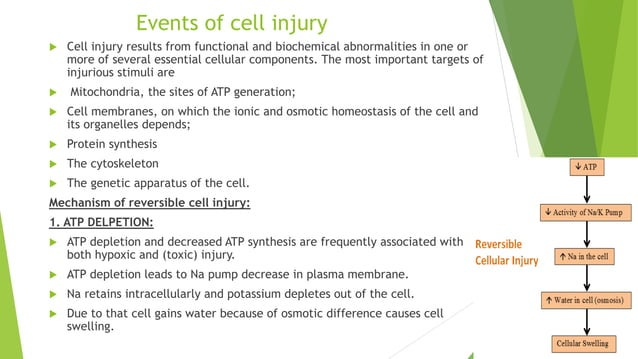 Events of cell injury
Cell injury results from functional and biochemical abnormalities in one or
more of several essential cellular components. The most important targets of
injurious stimuli are
Mitochondria, the sites of ATP generation;
Cell membranes, on which the ionic and osmotic homeostasis of the cell and
its organelles depends;
Protein synthesis
The cytoskeleton
The genetic apparatus of the cell.
Mechanism of reversible cell injury:
1. ATP DELPETION:
ATP depletion and decreased ATP synthesis are frequently associated with
both hypoxic and (toxic) injury.
ATP depletion leads to Na pump decrease in plasma membrane.
Na retains intracellularly and potassium depletes out of the cell.
Due to that cell gains water because of osmotic difference causes cell
swelling.
Reversible
Cellular Injury
↓ ATP
↓ Activity of Na/K Pump
↑ Na in the cell
↑ Water in cell (osmosis)
Cellular Swelling